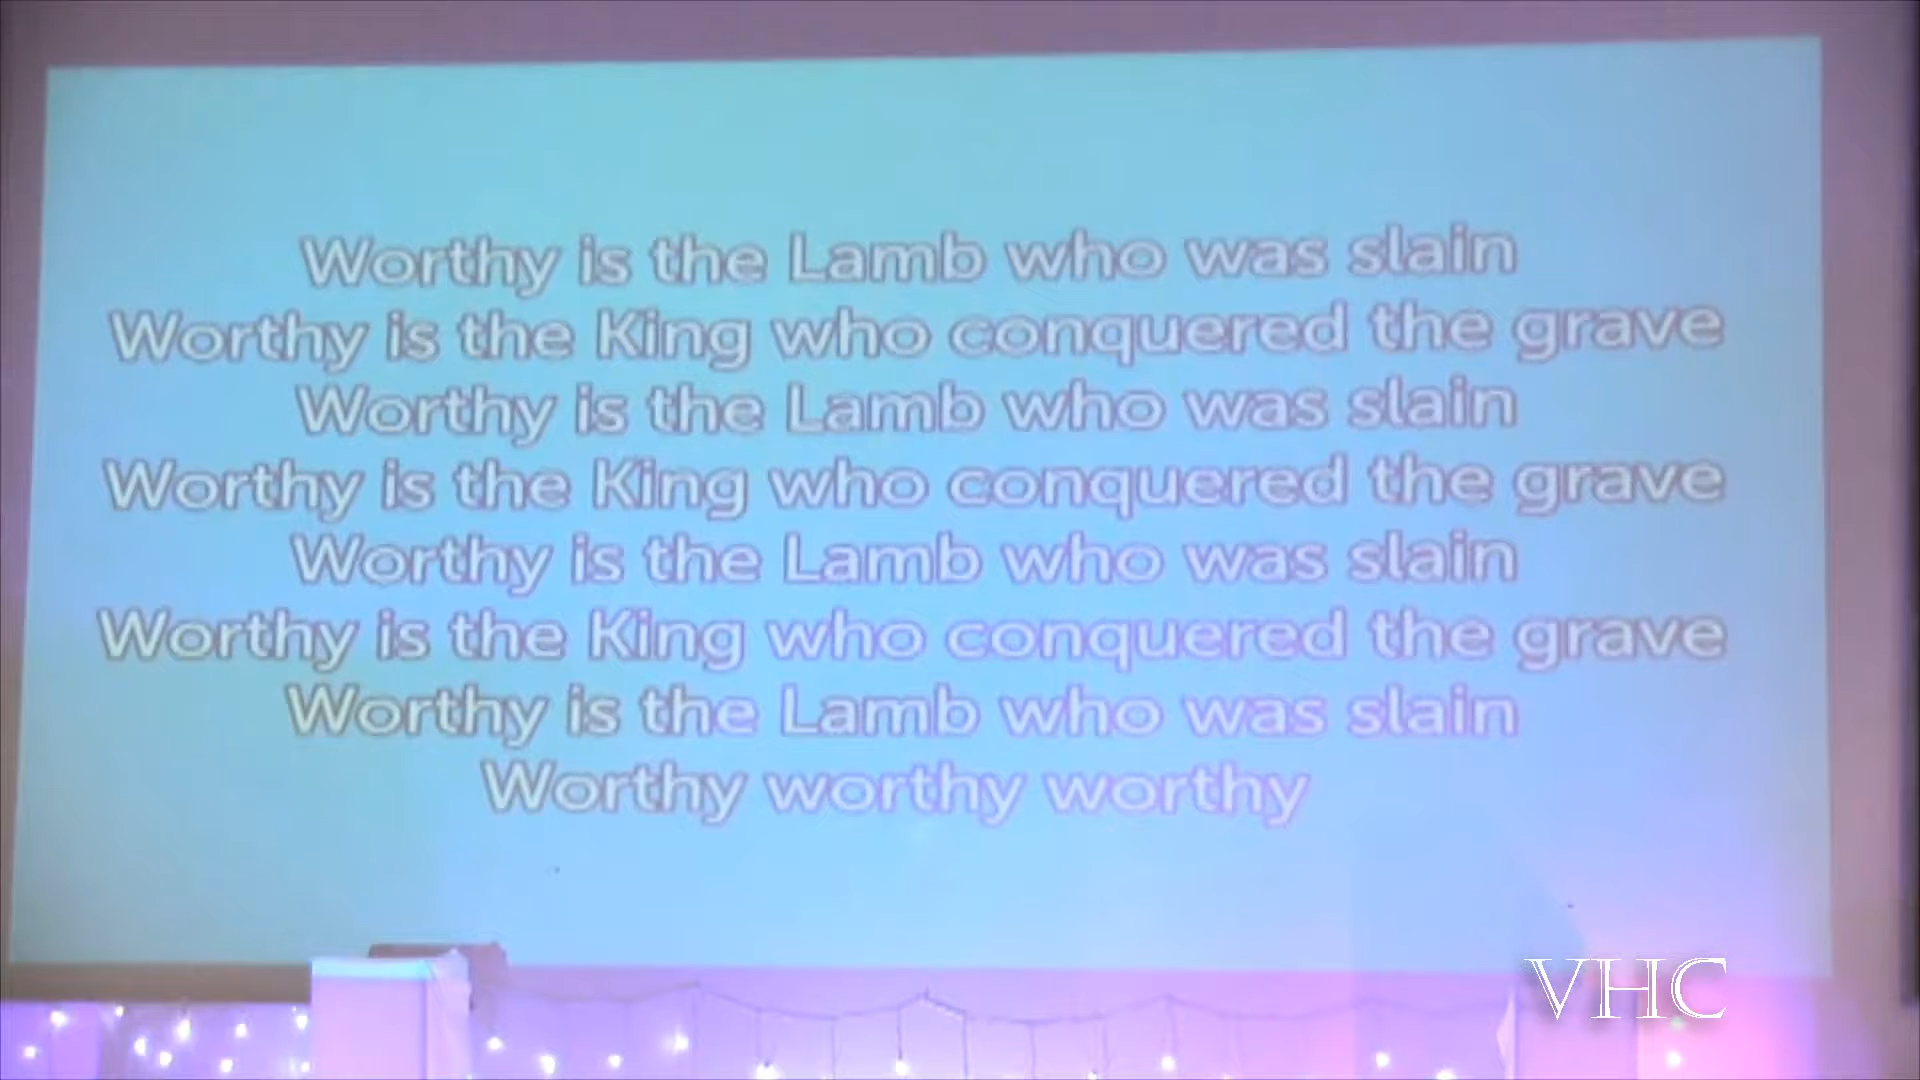 Worthy is the Lamb who was slain
Worthy is the King who conquered the grave
Worthy is the Lamb who was slain
Worthy is the King who conquered the grave
Worthy is the Lamb who was slain
Worthy is the King who conquered the grave
Worthy is the Lamb who was slain
Worthy worthy worthy
VHC